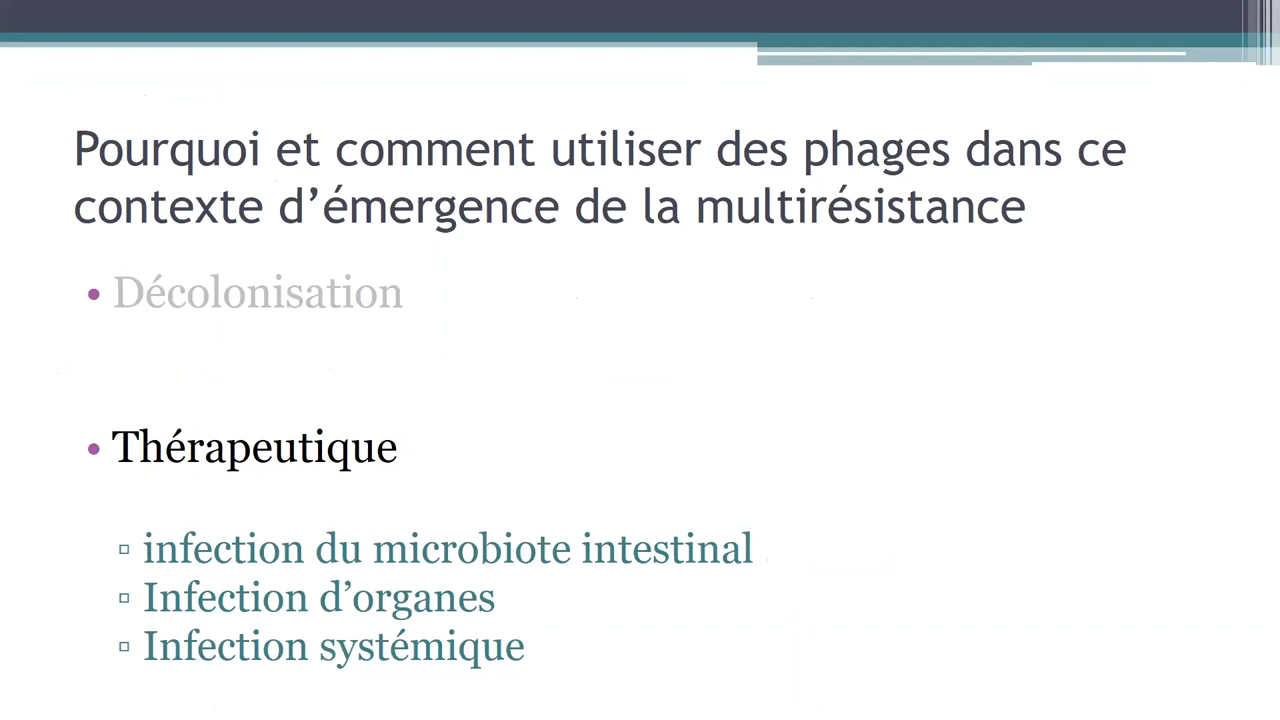 Pourquoi et comment utiliser des phages dans ce
contexte d’émergence de la multirésistance
• Décolonisation
• Thérapeutique
▫ infection du microbiote intestinal
▫ Infection d’organes
▫ Infection systémique